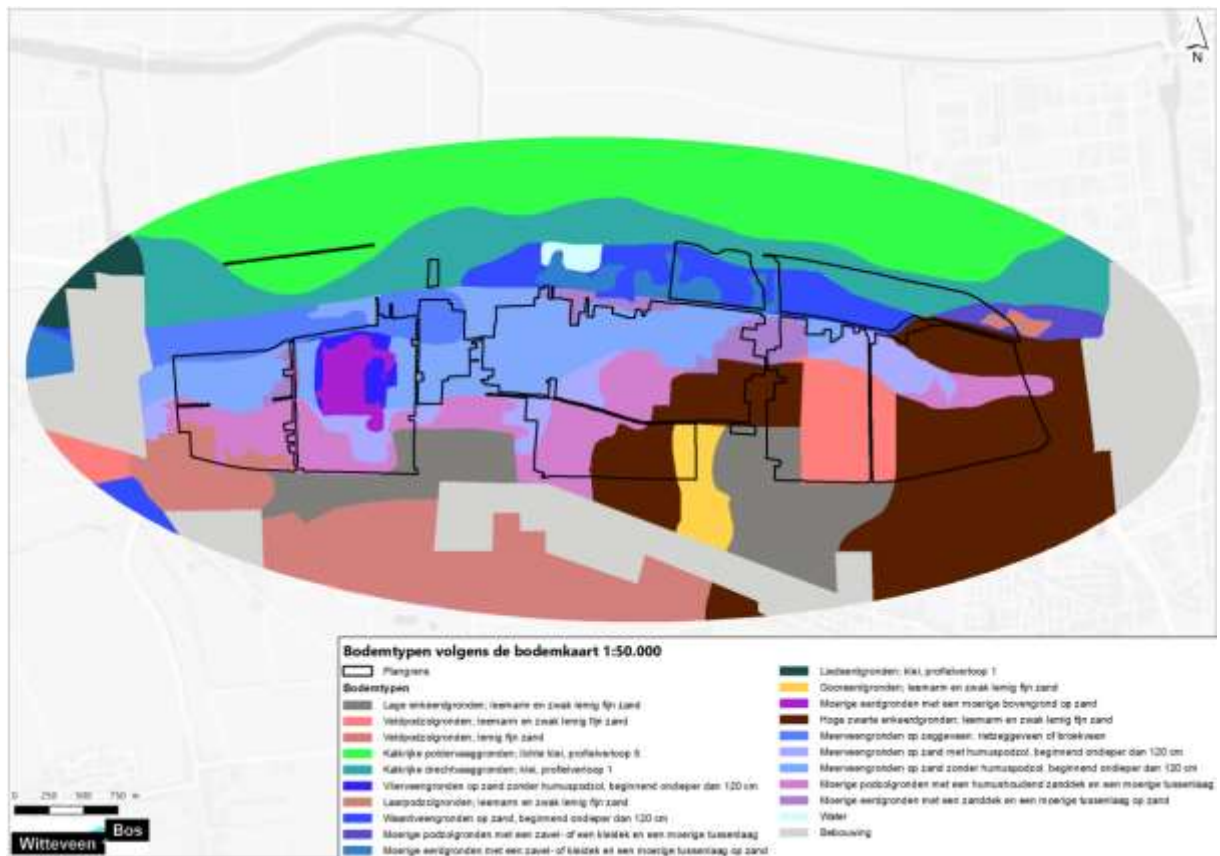 N
Bodemtypen volgens de bodemkaart 1:50.000
Plangrens
Bodemtypen
Lage enkeerdgronden; leemarm en zwak lemig fijn zand
Veldpodzolgronden; leemarm en zwak lemig fijn zand
Veldpodzolgronden; lemig fijn zand
Kalkrijke poldervaaggronden; lichte klei, profielverloop 5
Kalkrijke drechtvaaggronden; klei, profielverloop 1
Vlierveengronden op zand zonder humuspodzol, beginnend ondieper dan 120 cm
Laarpodzolgronden; leemarm en zwak lemig fijn zand
Waardveengronden op zand, beginnend ondieper dan 120 cm
Moerige podzolgronden met een zavel- of een kleidek en een moerige tussenlaag
Moerige eerdgronden met een zavel- of kleidek en een moerige tussenlaag op zand
Liedeerdgronden; klei, profielverloop 1
Gooreerdgronden; leemarm en zwak lemig fijn zand
Moerige eerdgronden met een moerige bovengrond op zand
Hoge zwarte enkeerdgronden; leemarm en zwak lemig fijn zand
Meerveengronden op zeggeveen, rietzeggeveen of broekveen
Meerveengronden op zand met humuspodzol, beginnend ondieper dan 120 cm
Meerveengronden op zand zonder humuspodzol, beginnend ondieper dan 120 cm
Moerige podzolgronden met een humushoudend zanddek en een moerige tussenlaag
Moerige eerdgronden met een zanddek en een moerige tussenlaag op zand
Water
Bebouwing
0 250 500 750 m
Witteveen Bos